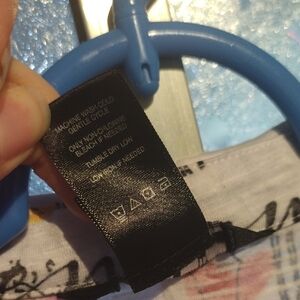 MACHINE WASH COLD
GENTLE CYCLE
ONLY NON-CHLORINE
BLEACH IF NEEDED
TUMBLE DRY LOW
LOW IRON IF NEEDED